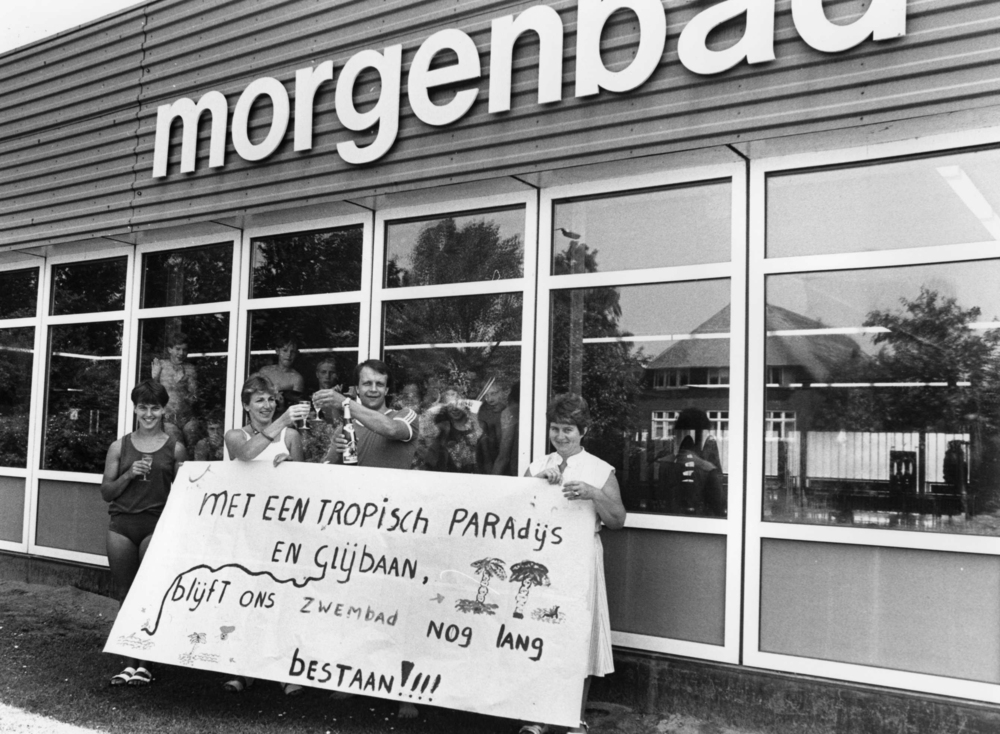 morgenbad
MET EEN TROPISCH PARADijS
EN GLijBAAN,
blijft ONS ZWEMBAD NOG lANG
bESTAAN!!!!